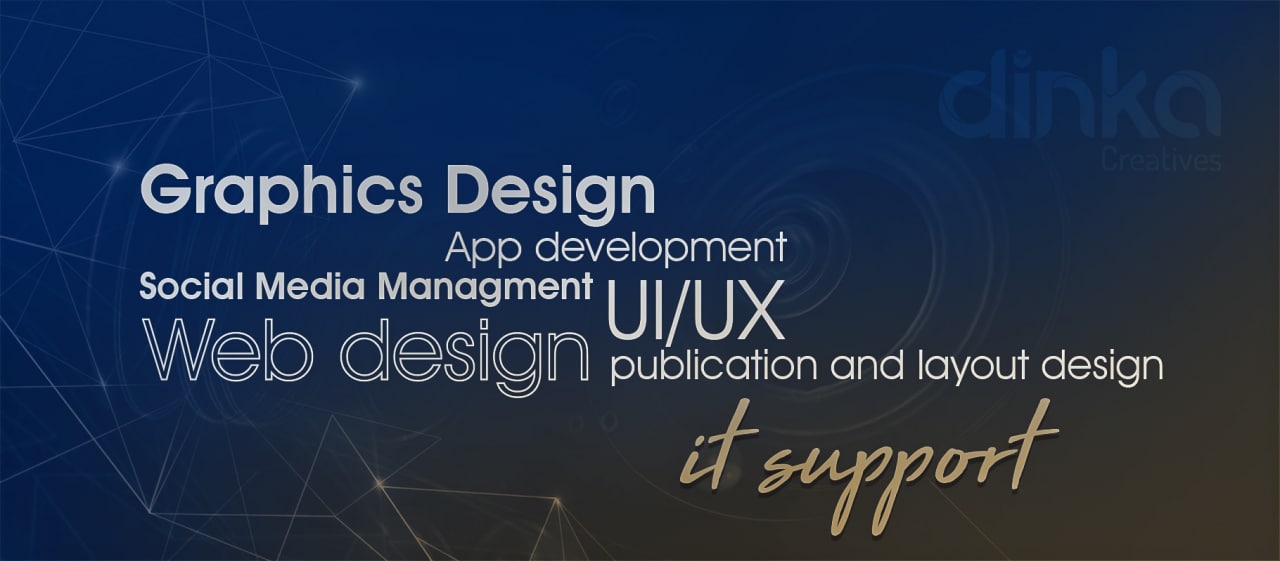 dinka
Creatives
Graphics Design
App development
Social Media Managment
UI/UX
Web design
publication and layout design
it support